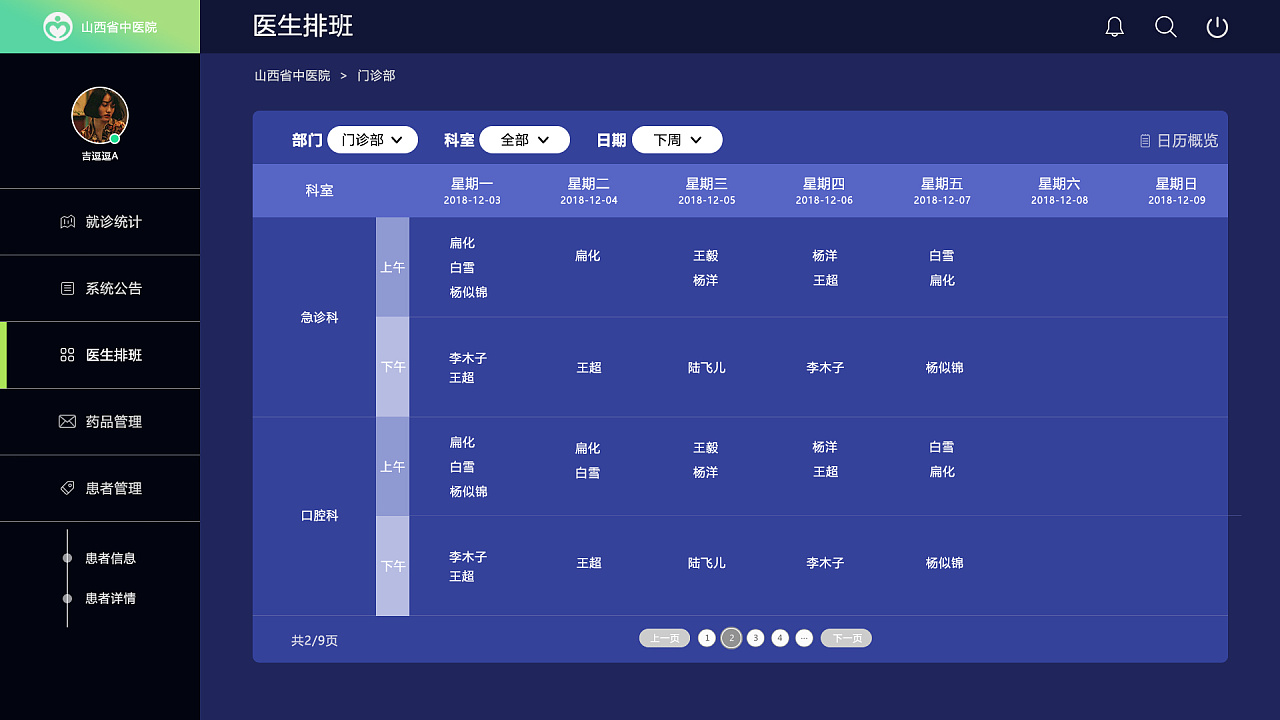 山西省中医院
医生排班
山西省中医院 > 门诊部
吉逗逗A
就诊统计
系统公告
医生排班
药品管理
患者管理
患者信息
患者详情
部门 门诊部 科室 全部 日期 下周 日历概览
科室 星期一 星期二 星期三 星期四 星期五 星期六 星期日
2018-12-03 2018-12-04 2018-12-05 2018-12-06 2018-12-07 2018-12-08 2018-12-09
急诊科
上午
扁化
白雪
杨似锦
扁化
王毅
杨洋
杨洋
王超
白雪
扁化
下午
李木子
王超
王超
陆飞儿
李木子
杨似锦
口腔科
上午
扁化
白雪
杨似锦
扁化
白雪
王毅
杨洋
杨洋
王超
白雪
扁化
下午
李木子
王超
王超
陆飞儿
李木子
杨似锦
共2/9页
上一页 1 2 3 4 ... 下一页